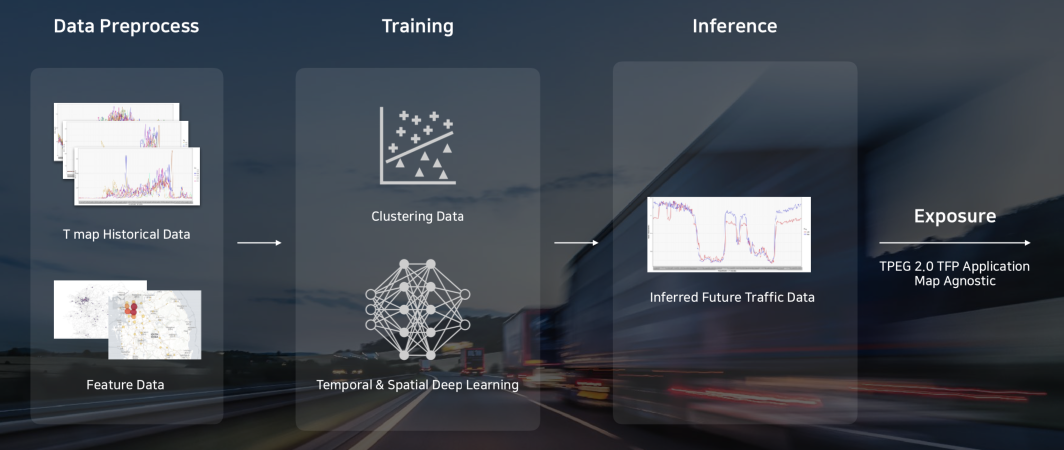 Data Preprocess
Training
Inference
T map Historical Data
Feature Data
Clustering Data
Temporal & Spatial Deep Learning
Inferred Future Traffic Data
Exposure
TPEG 2.0 TFP Application
Map Agnostic